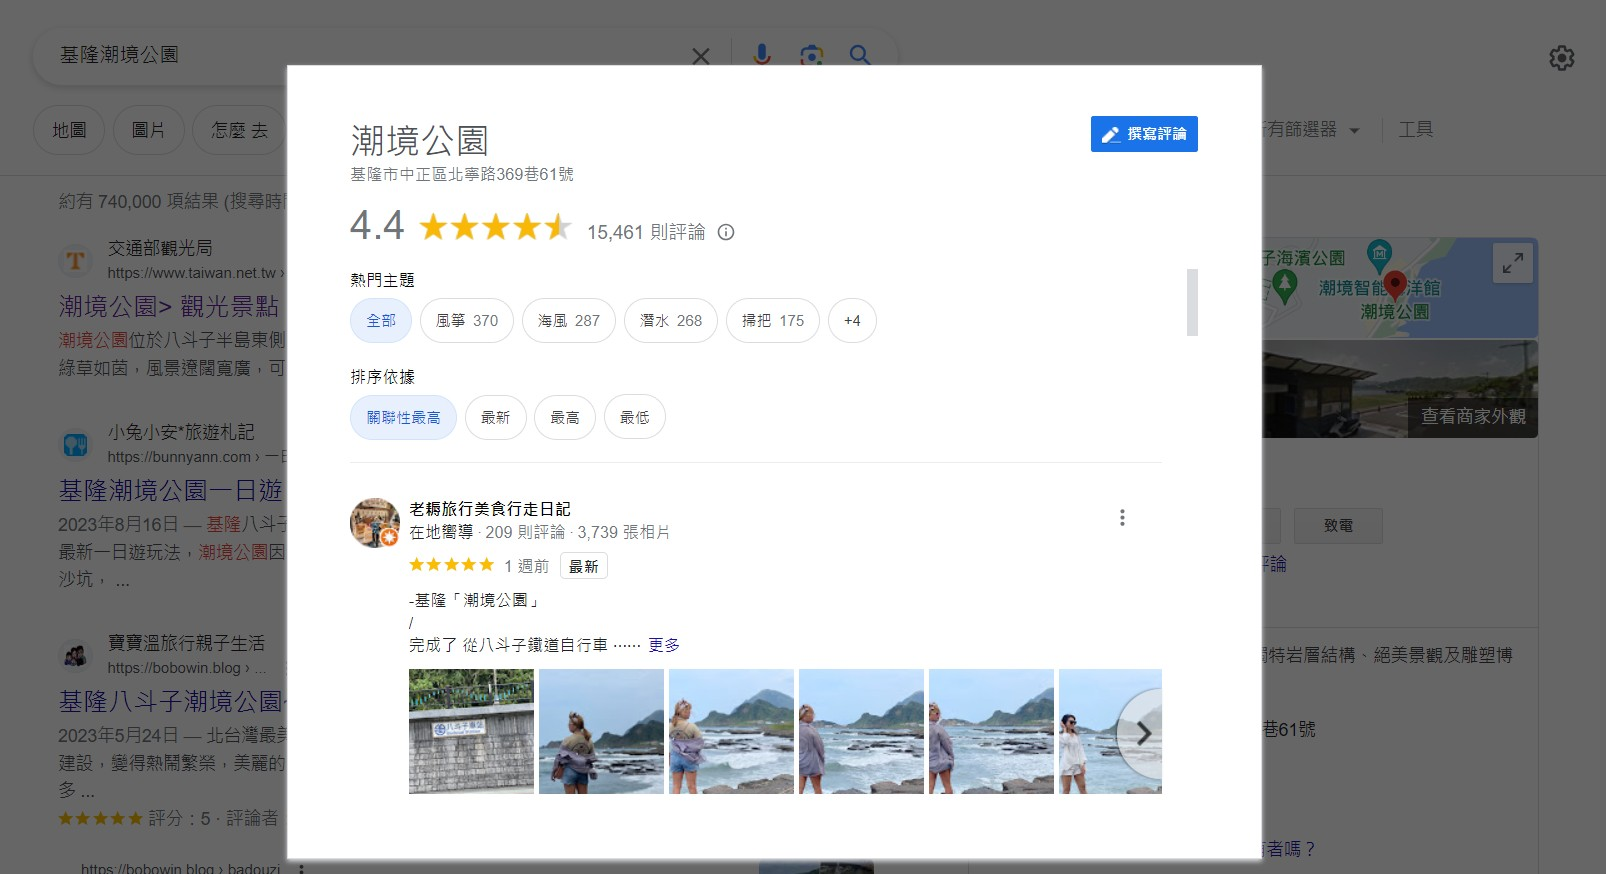 基隆潮境公園
地圖
圖片
怎麼 去
所有篩選器
工具
約有 740,000 項結果 (搜尋時間
交通部觀光局
https://www.taiwan.net.tw ›
潮境公園> 觀光景點
潮境公園位於八斗子半島東側
綠草如茵，風景遼闊寬廣，可
小兔小安*旅遊札記
https://bunnyann.com › 一日
基隆潮境公園一日遊
2023年8月16日 — 基隆八斗子
最新一日遊玩法，潮境公園因
沙坑， ...
寶寶溫旅行親子生活
https://bobowin.blog › ...
基隆八斗子潮境公園~
2023年5月24日 — 北台灣最美
建設，變得熱鬧繁榮，美麗的
多 ...
評分：5 · 評論者
https://bobowin.blog › badouzi
潮境公園
撰寫評論
基隆市中正區北寧路369巷61號
4.4
15,461 則評論
熱門主題
全部
風箏 370
海風 287
潛水 268
掃把 175
+4
排序依據
關聯性最高
最新
最高
最低
老耨旅行美食行走日記
在地嚮導 · 209 則評論 · 3,739 張相片
1 週前
最新
-基隆「潮境公園」
/
完成了 從八斗子鐵道自行車 ⋯⋯ 更多
八斗子車站
子海濱公園
潮境智能海洋館
潮境公園
查看商家外觀
致電
評論
獨特岩層結構、絕美景觀及雕塑博
巷61號
有者嗎？